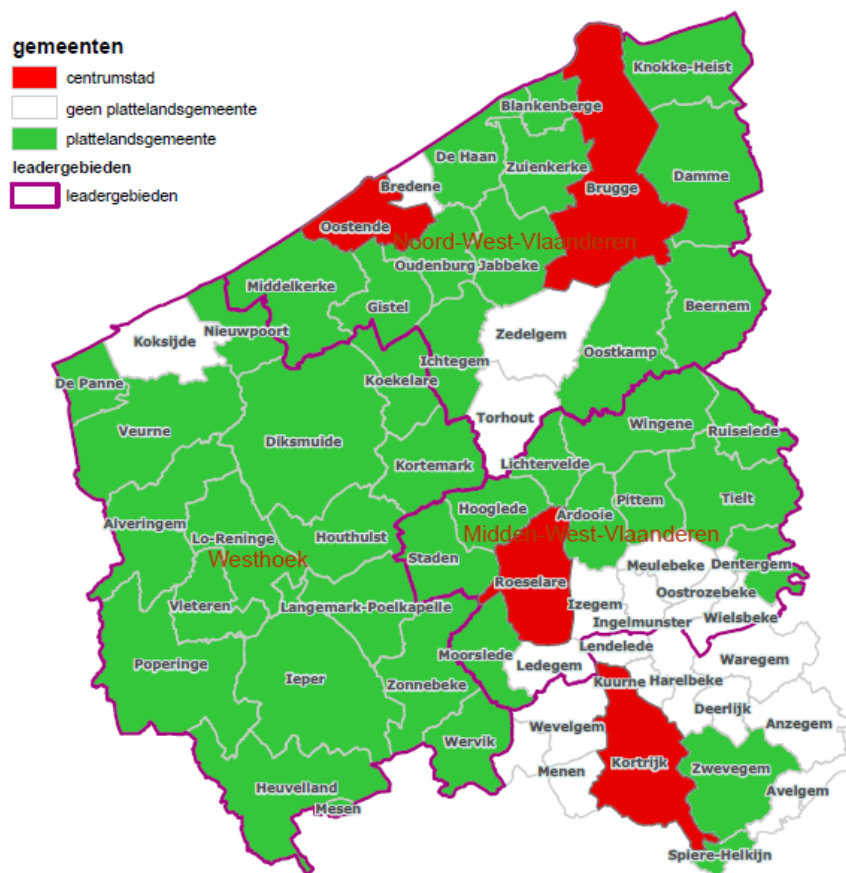 gemeenten
centrumstad
geen plattelandsgemeente
plattelandsgemeente
leadergebieden
leadergebieden
Knokke-Heist
Blankenberge
De Haan
Zuienkerke
Bredene
Brugge
Damme
Oostende
Noord-West-Vlaanderen
Oudenburg
Jabbeke
Middelkerke
Gistel
Beernem
Nieuwpoort
Koksijde
Zedelgem
Oostkamp
Ichtegem
Koekelare
De Panne
Torhout
Wingene
Ruiselede
Veurne
Diksmuide
Kortemark
Lichtervelde
Pittem
Tielt
Hooglede
Ardooie
Alveringem
Lo-Reninge
Houthulst
Midden-West-Vlaanderen
Westhoek
Staden
Meulebeke
Dentergem
Roeselare
Oostrozebeke
Vleteren
Langemark-Poelkapelle
Izegem
Ingelmunster
Wielsbeke
Lendelede
Moorslede
Poperinge
Ledegem
Waregem
Ieper
Zonnebeke
Kuurne
Harelbeke
Deerlijk
Anzegem
Wevelgem
Wervik
Kortrijk
Zwevegem
Menen
Heuvelland
Avelgem
Mesen
Spiere-Helkijn